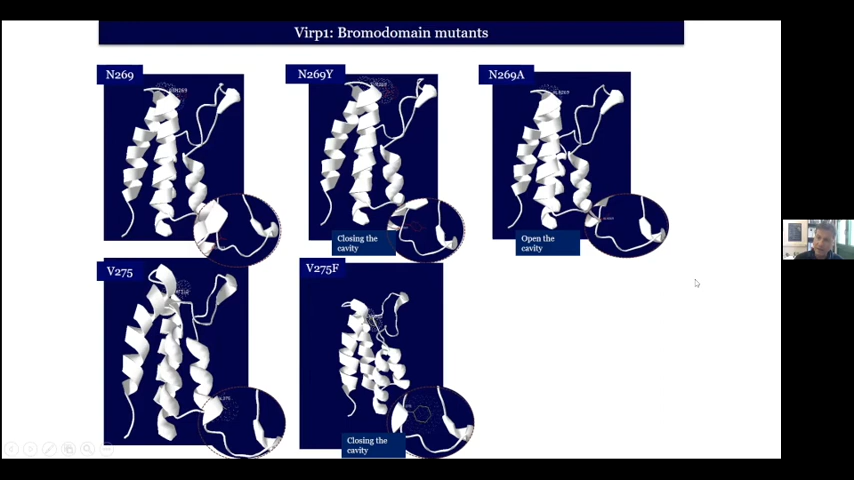 Virp1: Bromodomain mutants
N269
N269Y
N269A
Closing the
cavity
Open the
cavity
V275
V275F
Closing the
cavity